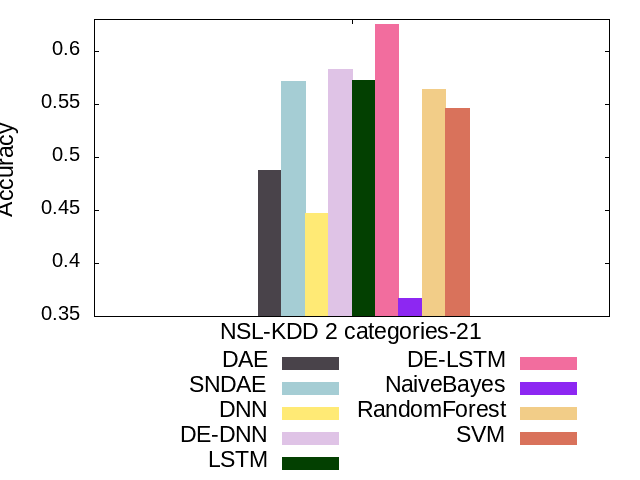 0.6
0.55
0.5
0.45
0.4
0.35
Accuracy
NSL-KDD 2 categories-21
DAE
SNDAE
DNN
DE-DNN
LSTM
DE-LSTM
NaiveBayes
RandomForest
SVM